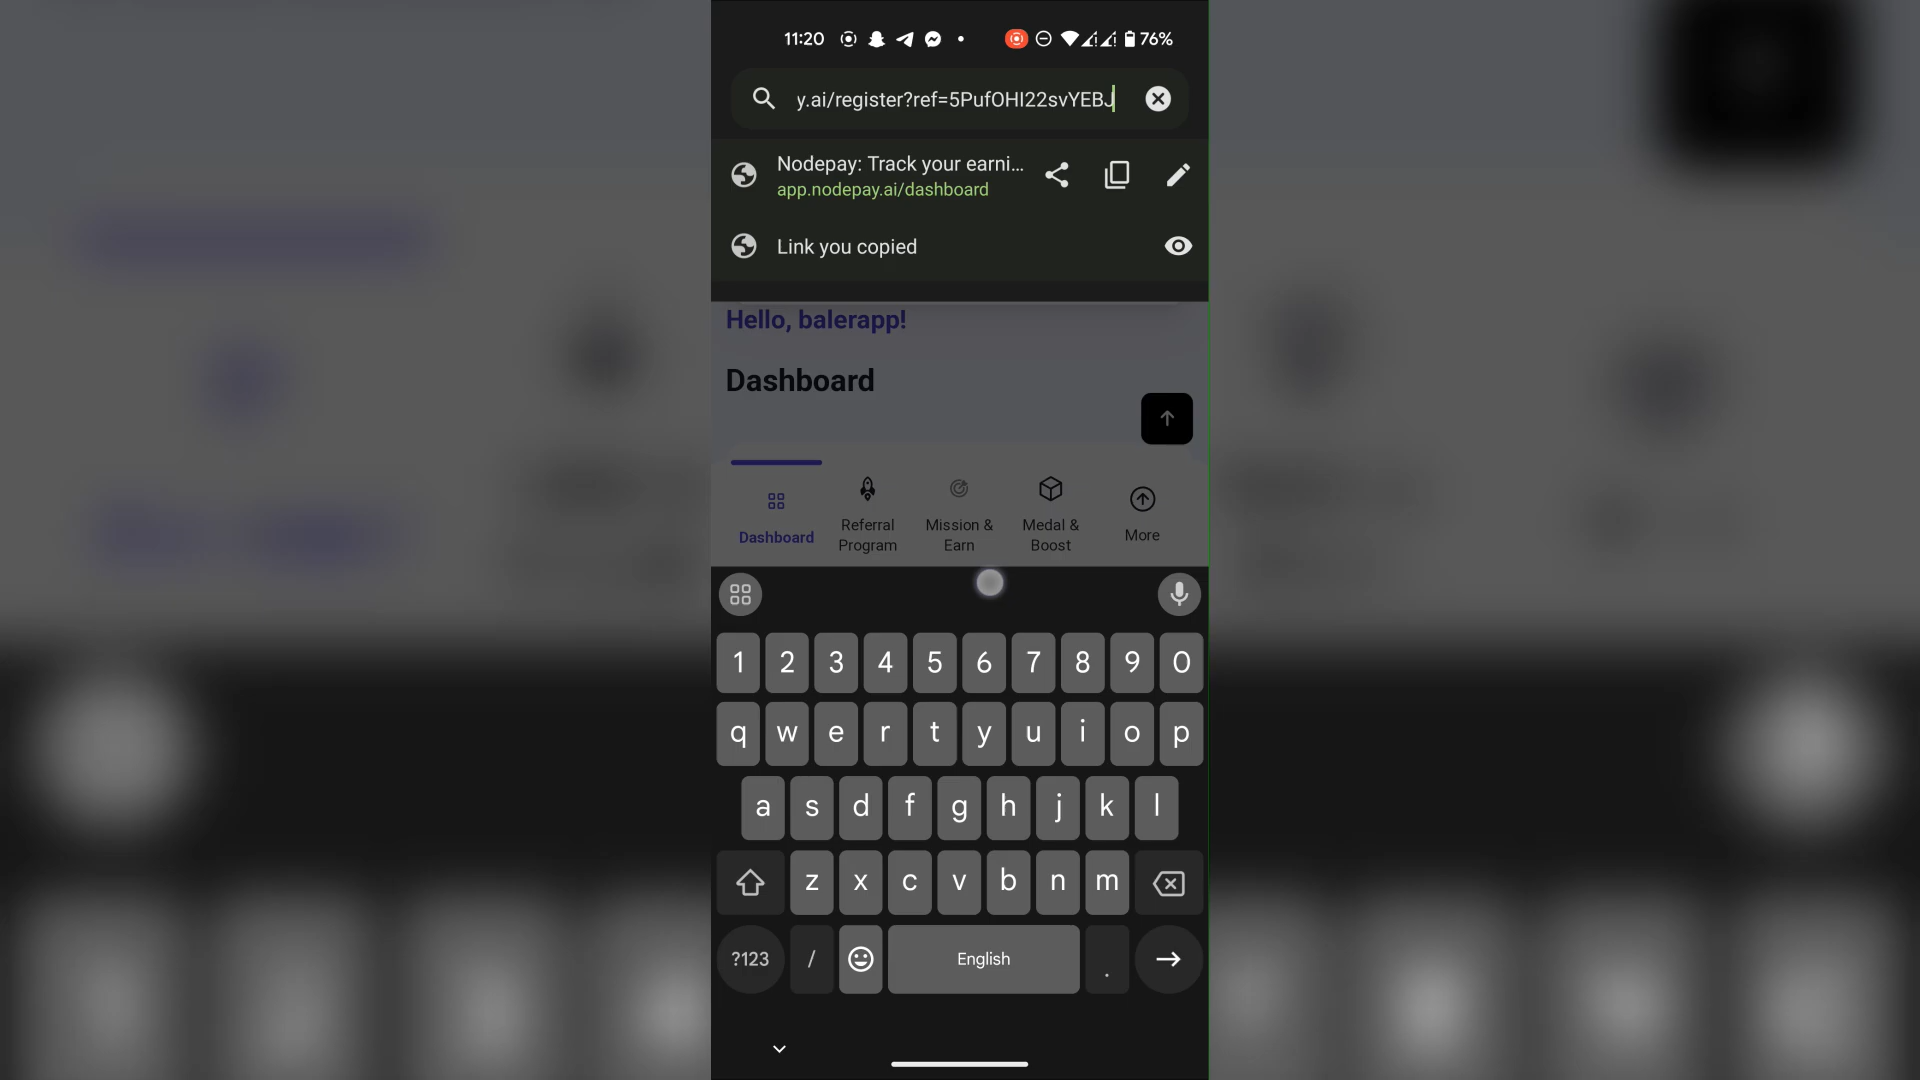 11:20
76%
y.ai/register?ref=5PufOHI22svYEBJ
Nodepay: Track your earni...
app.nodepay.ai/dashboard
Link you copied
Hello, balerapp!
Dashboard
Dashboard
Referral
Program
Mission &
Earn
Medal &
Boost
More
1 2 3 4 5 6 7 8 9 0
q w e r t y u i o p
a s d f g h j k l
z x c v b n m
?123 / English .